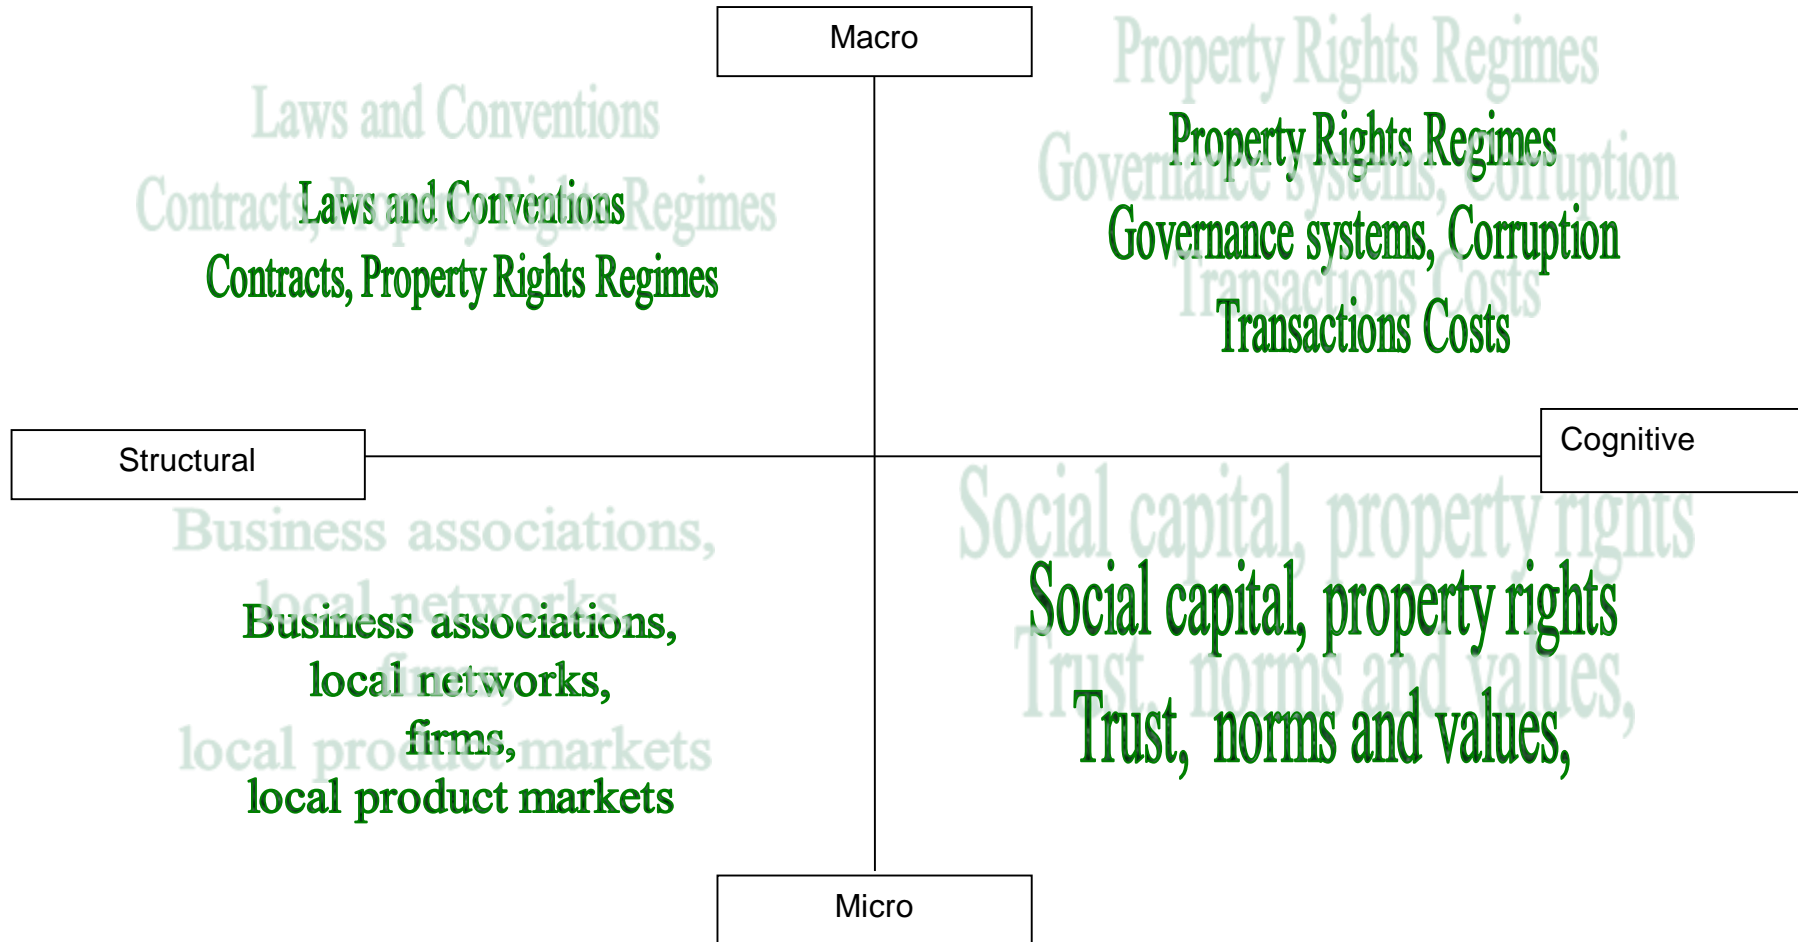 Macro
Laws and Conventions
Contracts, Property Rights Regimes
Property Rights Regimes
Governance systems, Corruption
Transactions Costs
Structural
Cognitive
Business associations,
local networks,
firms,
local product markets
Social capital, property rights
Trust, norms and values,
Micro